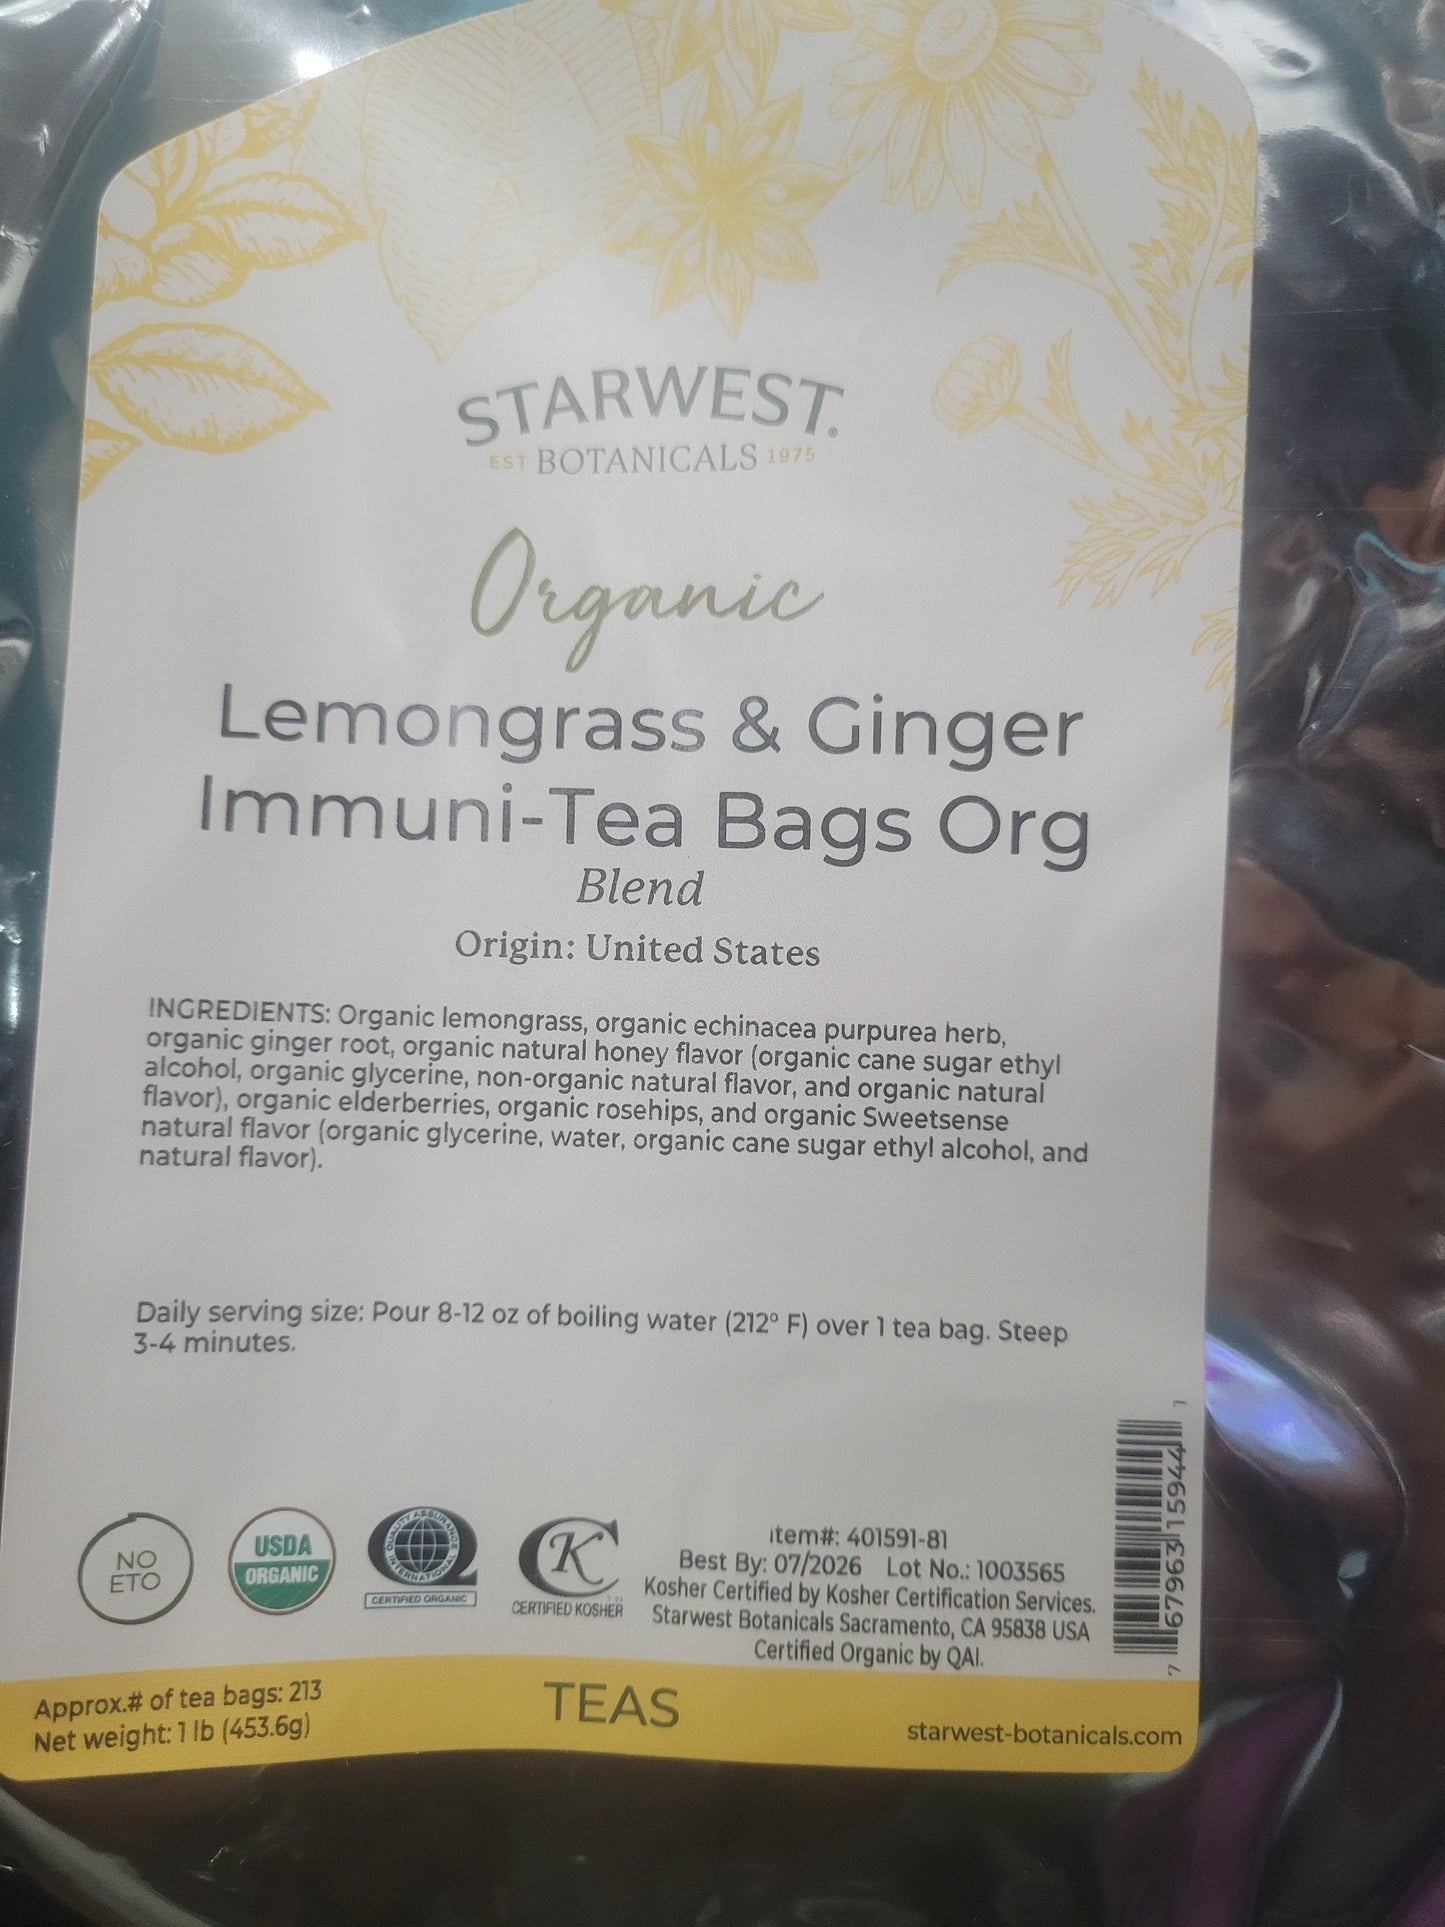 STARWEST®
EST BOTANICALS 1975
Organic
Lemongrass & Ginger
Immuni-Tea Bags Org
Blend
Origin: United States
INGREDIENTS: Organic lemongrass, organic echinacea purpurea herb,
organic ginger root, organic natural honey flavor (organic cane sugar ethyl
alcohol, organic glycerine, non-organic natural flavor, and organic natural
flavor), organic elderberries, organic rosehips, and organic Sweetsense
natural flavor (organic glycerine, water, organic cane sugar ethyl alcohol, and
natural flavor).
Daily serving size: Pour 8-12 oz of boiling water (212° F) over 1 tea bag. Steep
3-4 minutes.
NO
ETO
USDA
ORGANIC
QUALITY ASSURANCE
INTERNATIONAL
CERTIFIED ORGANIC
K
CERTIFIED KOSHER
item#: 401591-81
Best By: 07/2026 Lot No.: 1003565
Kosher Certified by Kosher Certification Services.
Starwest Botanicals Sacramento, CA 95838 USA
Certified Organic by QAI.
7 67963 15944 1
Approx.# of tea bags: 213
Net weight: 1 lb (453.6g)
TEAS
starwest-botanicals.com